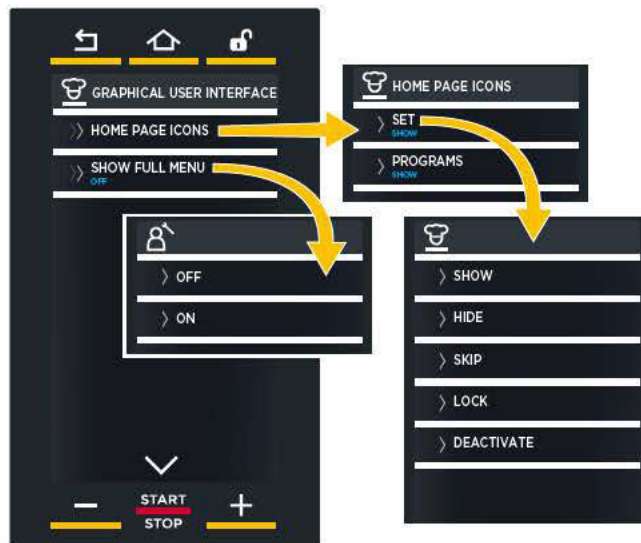 GRAPHICAL USER INTERFACE
HOME PAGE ICONS
SHOW FULL MENU
OFF
OFF
ON
START
STOP
HOME PAGE ICONS
SET
SHOW
PROGRAMS
SHOW
SHOW
HIDE
SKIP
LOCK
DEACTIVATE